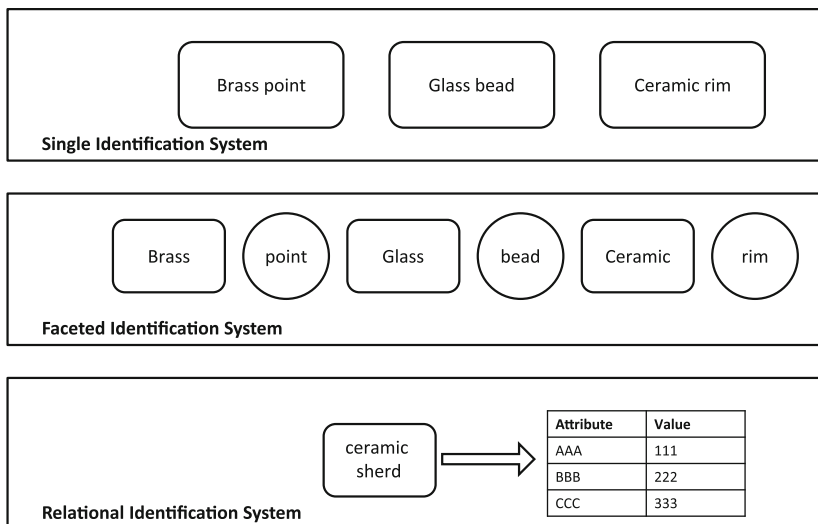 Brass point
Glass bead
Ceramic rim
Single Identification System
Brass
point
Glass
bead
Ceramic
rim
Faceted Identification System
ceramic
sherd
Attribute Value
AAA 111
BBB 222
CCC 333
Relational Identification System